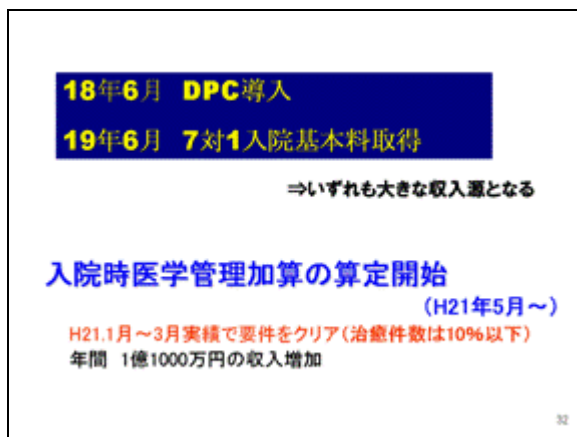 18年6月 DPC導入
19年6月 7対1入院基本料取得
⇒いずれも大きな収入源となる
入院時医学管理加算の算定開始
(H21年5月~)
H21.1月~3月実績で要件をクリア(治癒件数は10%以下)
年間 1億1000万円の収入増加
32